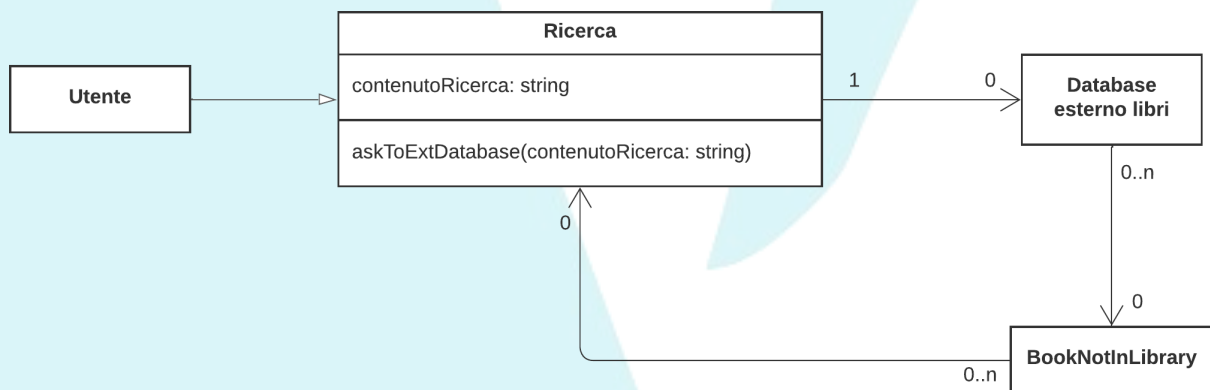 Ricerca
Utente
contenutoRicerca: string
1
0
Database
esterno libri
askToExtDatabase(contenutoRicerca: string)
0..n
0
0
BookNotInLibrary
0..n